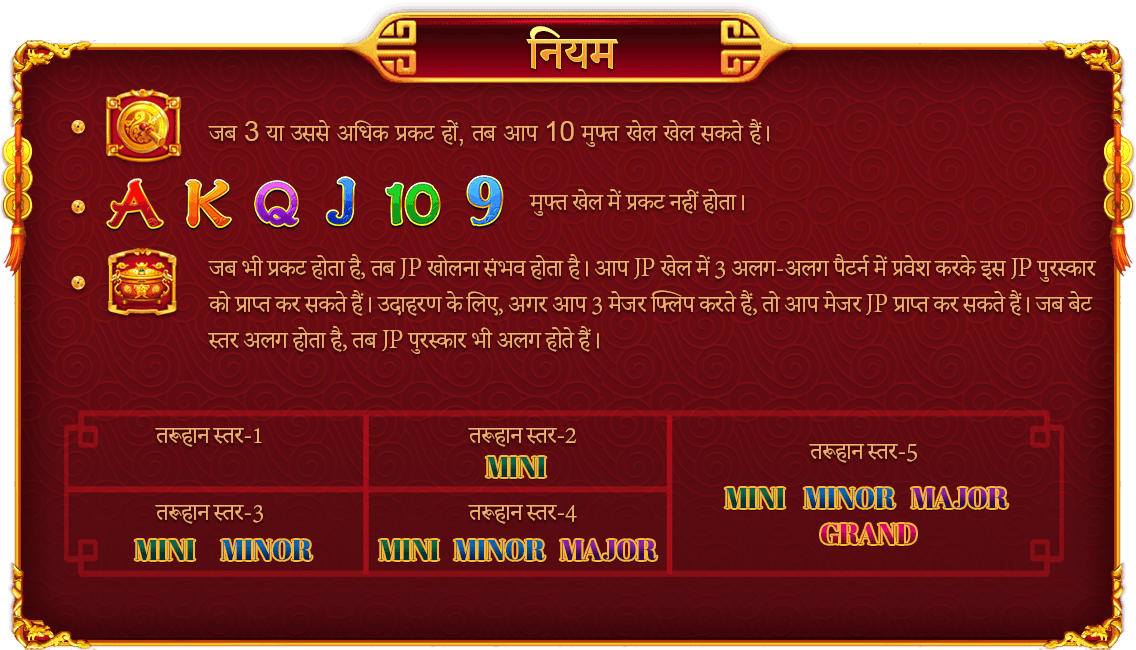 नियम
जब 3 या उससे अधिक प्रकट हों, तब आप 10 मुफ्त खेल खेल सकते हैं।
A K Q J 10 9 मुफ्त खेल में प्रकट नहीं होता।
जब भी प्रकट होता है, तब JP खोलना संभव होता है। आप JP खेल में 3 अलग-अलग पैटर्न में प्रवेश करके इस JP पुरस्कार
को प्राप्त कर सकते हैं। उदाहरण के लिए, अगर आप 3 मेजर फ्लिप करते हैं, तो आप मेजर JP प्राप्त कर सकते हैं। जब बेट
स्तर अलग होता है, तब JP पुरस्कार भी अलग होते हैं।
तरूहान स्तर-1
तरूहान स्तर-2
MINI
तरूहान स्तर-3
MINI MINOR
तरूहान स्तर-4
MINI MINOR MAJOR
तरूहान स्तर-5
MINI MINOR MAJOR
GRAND